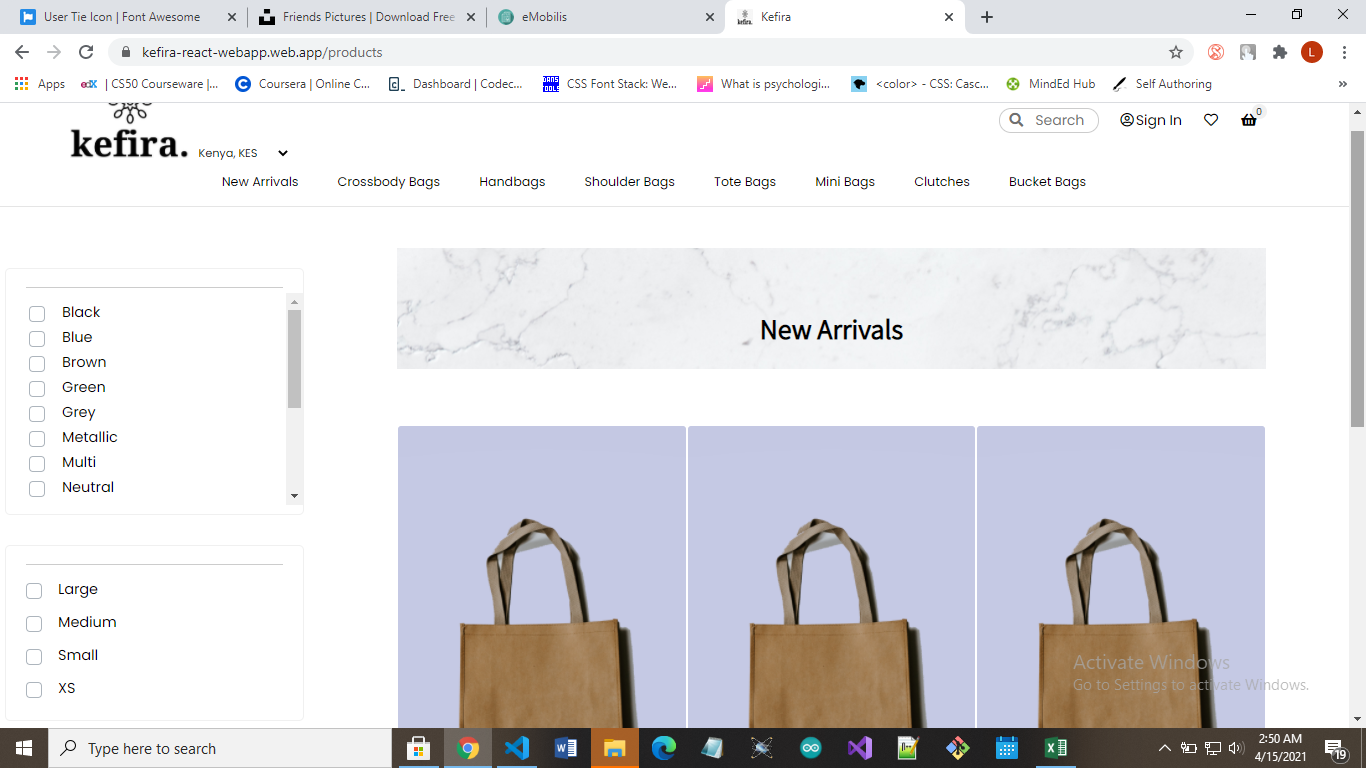 User Tie Icon | Font Awesome
Friends Pictures | Download Free
eMobilis
Kefira
kefira-react-webapp.web.app/products
L
Apps
edX | CS50 Courseware |...
Coursera | Online C...
Dashboard | Codec...
CSS Font Stack: We...
What is psychologi...
<color> - CSS: Casc...
MindEd Hub
Self Authoring
»
kefira.
Kenya, KES
Search
Sign In
0
New Arrivals
Crossbody Bags
Handbags
Shoulder Bags
Tote Bags
Mini Bags
Clutches
Bucket Bags
Black
Blue
Brown
Green
Grey
Metallic
Multi
Neutral
Large
Medium
Small
XS
New Arrivals
Activate Windows
Go to Settings to activate Windows.
Type here to search
2:50 AM
4/15/2021
19